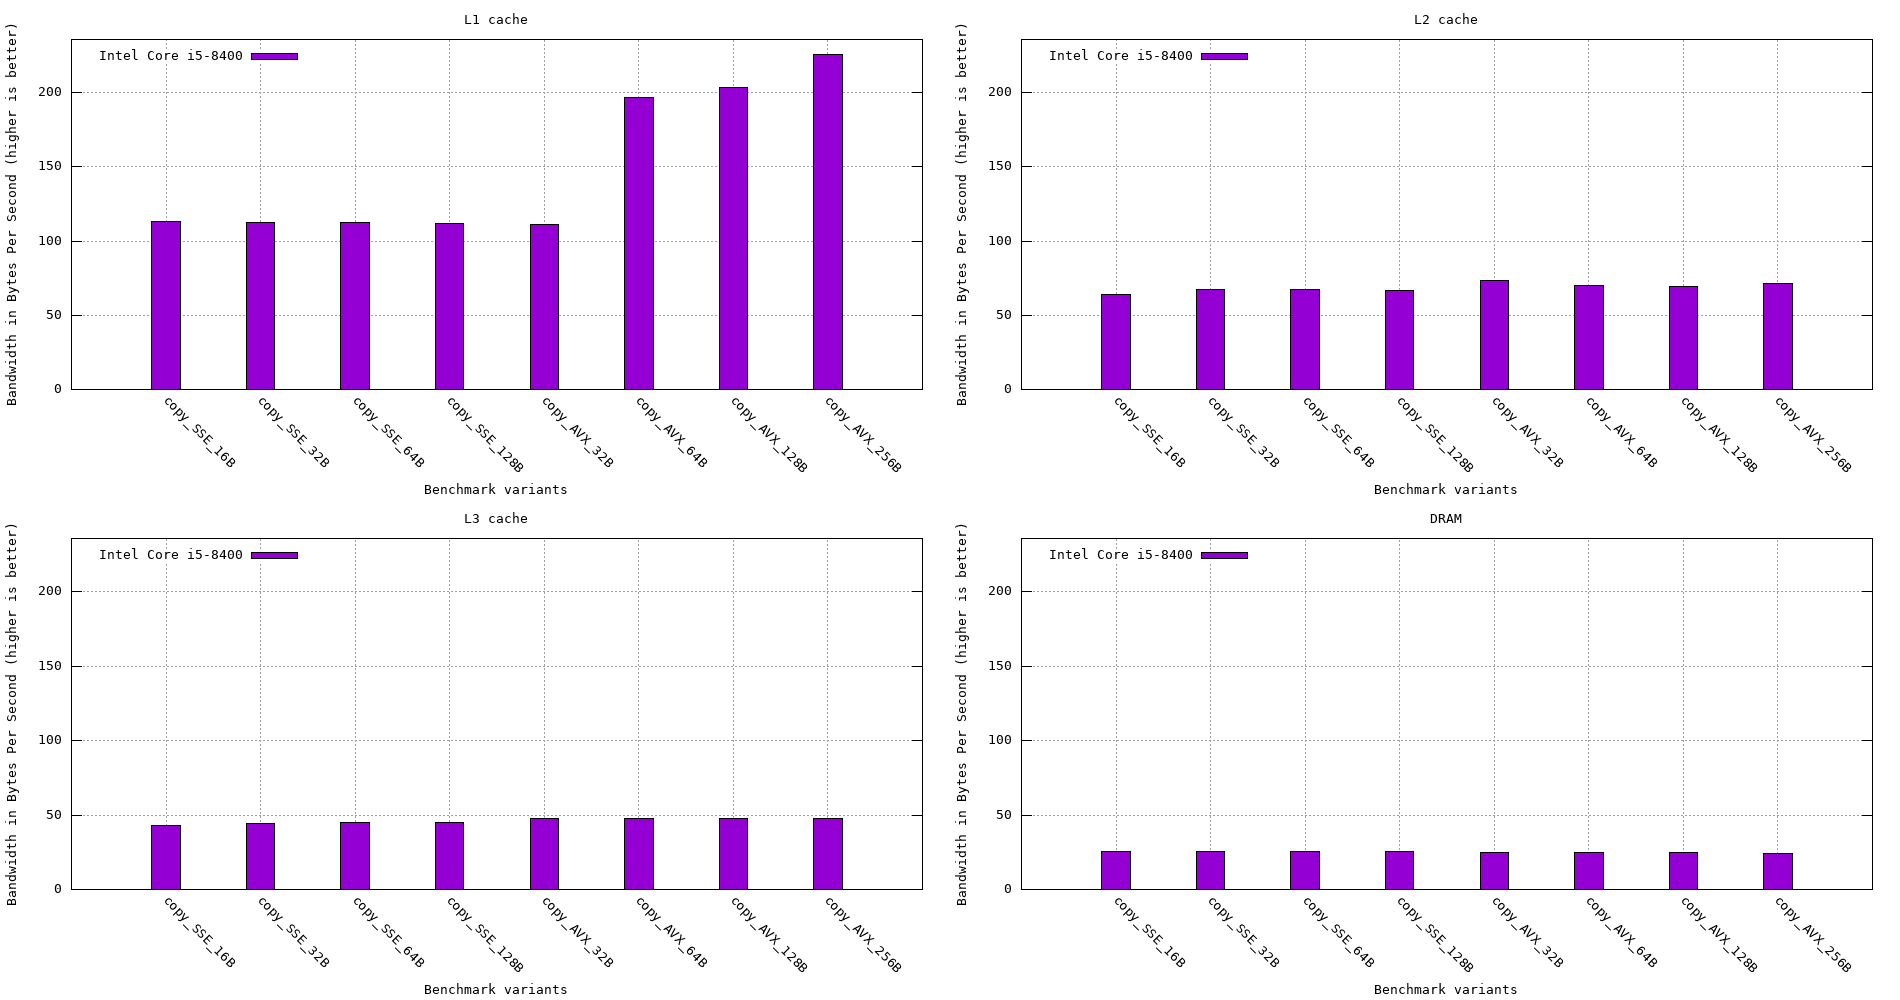 L1 cache
Bandwidth in Bytes Per Second (higher is better)
Intel Core i5-8400
200
150
100
50
0
copy_SSE_16B
copy_SSE_32B
copy_SSE_64B
copy_SSE_128B
copy_AVX_32B
copy_AVX_64B
copy_AVX_128B
copy_AVX_256B
Benchmark variants
L2 cache
Bandwidth in Bytes Per Second (higher is better)
Intel Core i5-8400
200
150
100
50
0
copy_SSE_16B
copy_SSE_32B
copy_SSE_64B
copy_SSE_128B
copy_AVX_32B
copy_AVX_64B
copy_AVX_128B
copy_AVX_256B
Benchmark variants
L3 cache
Bandwidth in Bytes Per Second (higher is better)
Intel Core i5-8400
200
150
100
50
0
copy_SSE_16B
copy_SSE_32B
copy_SSE_64B
copy_SSE_128B
copy_AVX_32B
copy_AVX_64B
copy_AVX_128B
copy_AVX_256B
Benchmark variants
DRAM
Bandwidth in Bytes Per Second (higher is better)
Intel Core i5-8400
200
150
100
50
0
copy_SSE_16B
copy_SSE_32B
copy_SSE_64B
copy_SSE_128B
copy_AVX_32B
copy_AVX_64B
copy_AVX_128B
copy_AVX_256B
Benchmark variants